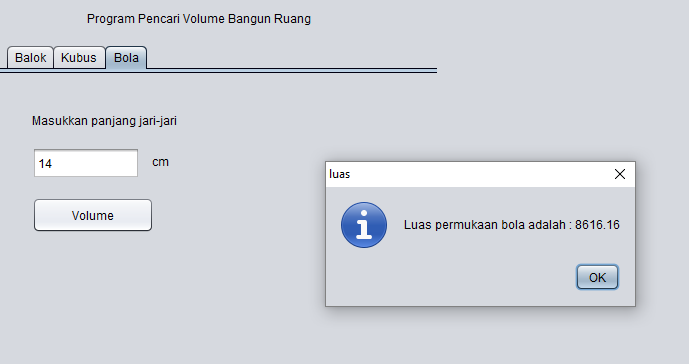 Program Pencari Volume Bangun Ruang
Balok Kubus Bola
Masukkan panjang jari-jari
14 cm
Volume
luas
Luas permukaan bola adalah : 8616.16
OK